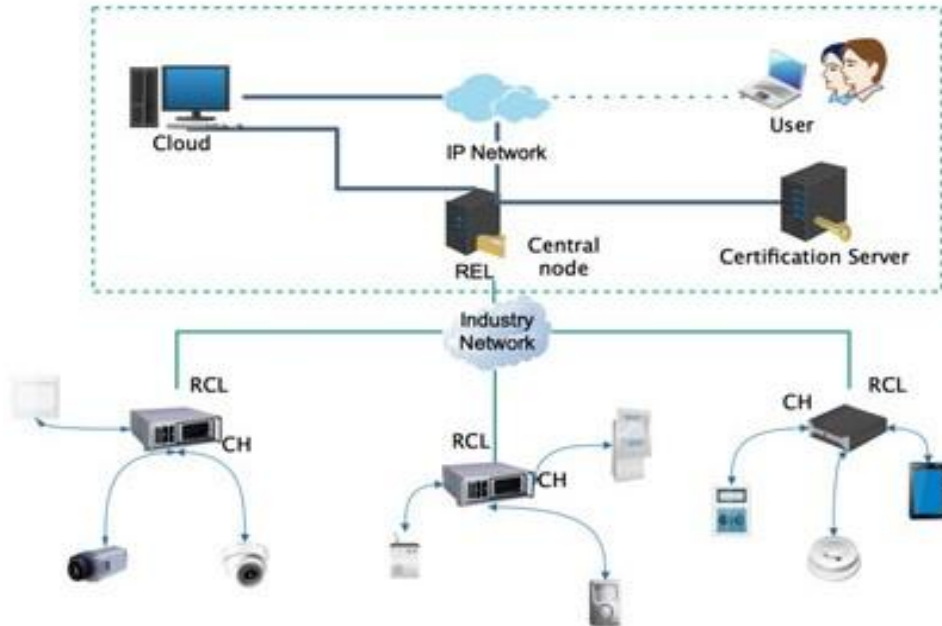 Cloud
IP Network
User
REL
Central
node
Certification Server
Industry
Network
RCL
CH
RCL
CH
CH
RCL